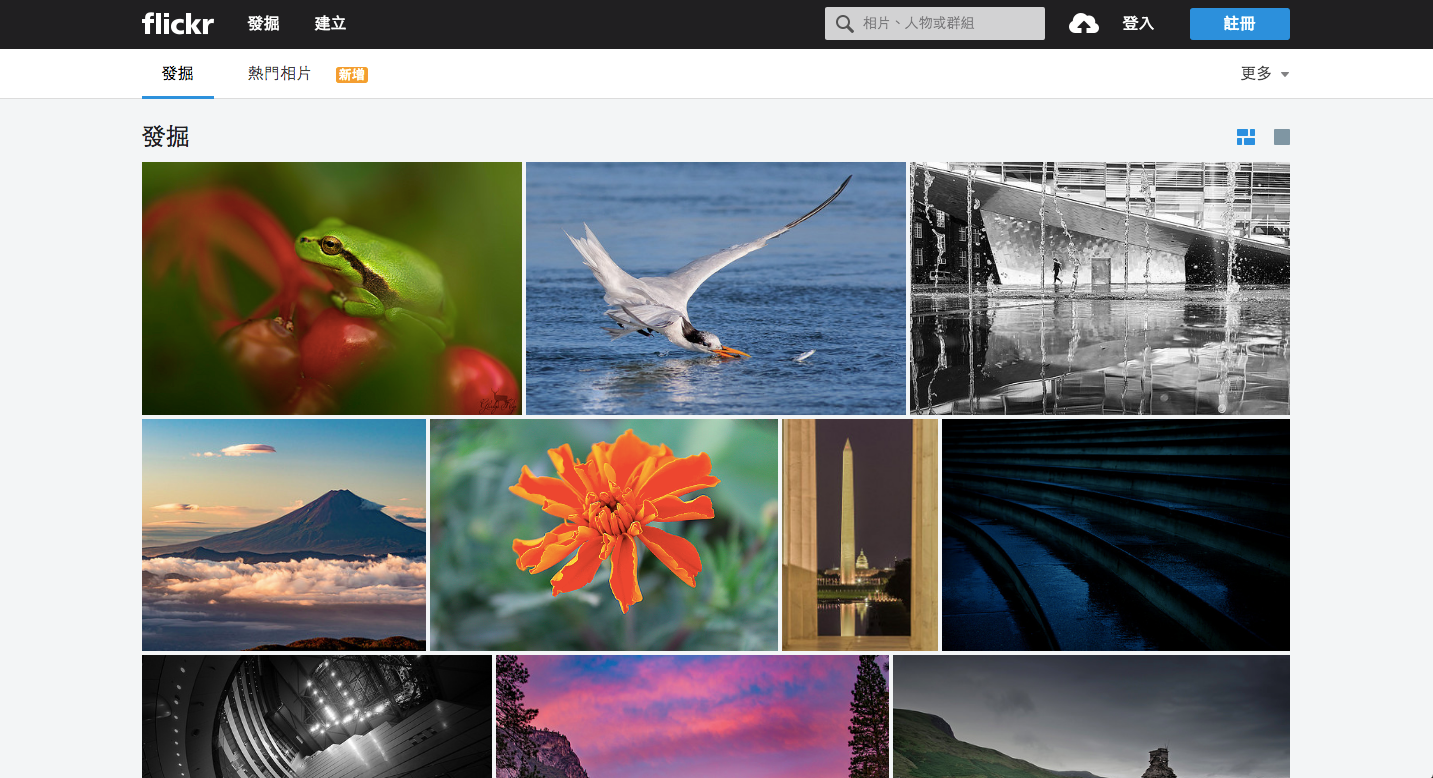 flickr 發掘 建立 相片、人物或群組 登入 註冊
發掘 熱門相片 新增 更多
發掘